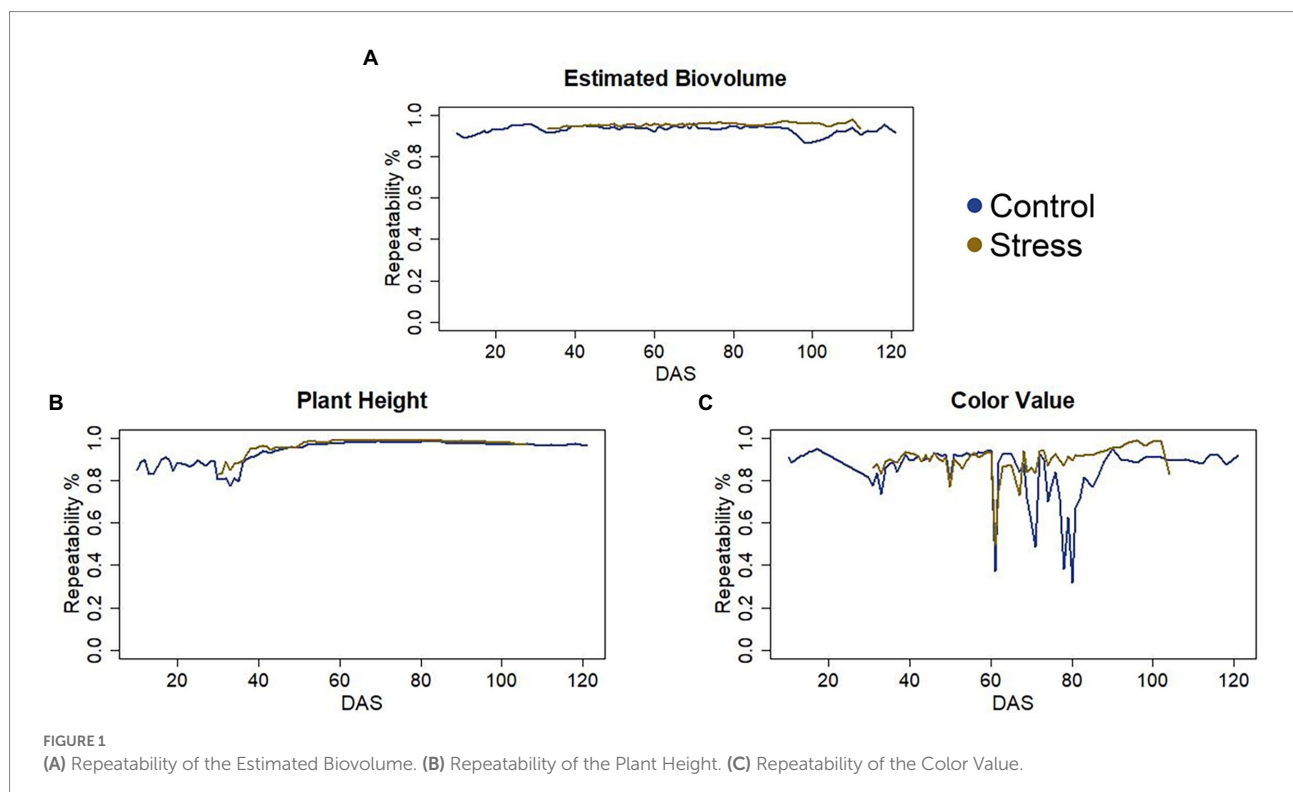 A
Estimated Biovolume
Repeatability %
0.0 0.2 0.4 0.6 0.8 1.0
20 40 60 80 100 120
DAS
Control
Stress
B
Plant Height
Repeatability %
0.0 0.2 0.4 0.6 0.8 1.0
20 40 60 80 100 120
DAS
C
Color Value
Repeatability %
0.0 0.2 0.4 0.6 0.8 1.0
20 40 60 80 100 120
DAS
FIGURE 1
(A) Repeatability of the Estimated Biovolume. (B) Repeatability of the Plant Height. (C) Repeatability of the Color Value.